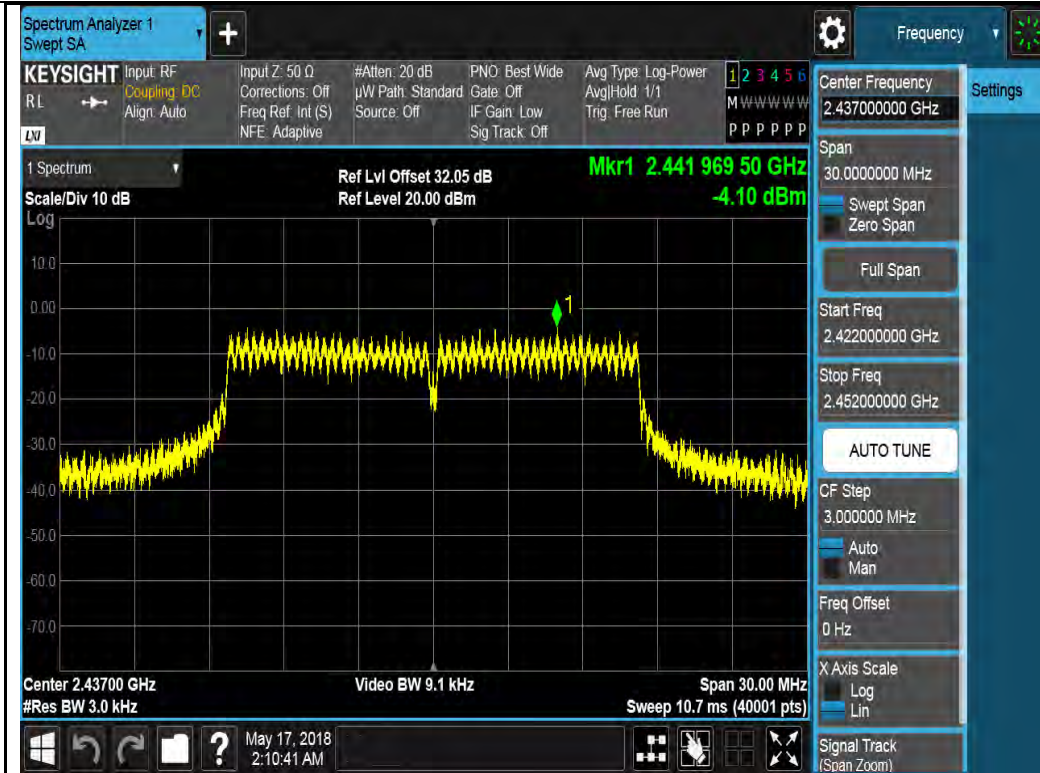 Spectrum Analyzer 1
Swept SA
+
Frequency
KEYSIGHT
RL
LXI
Input: RF
Coupling: DC
Align: Auto
Input Z: 50 Ω
Corrections: Off
Freq Ref: Int (S)
NFE: Adaptive
#Atten: 20 dB
µW Path: Standard
Source: Off
PNO: Best Wide
Gate: Off
IF Gain: Low
Sig Track: Off
Avg Type: Log-Power
Avg|Hold: 1/1
Trig: Free Run
1 2 3 4 5 6
M W W W W W
P P P P P P
1 Spectrum
Scale/Div 10 dB
Log
Ref Lvl Offset 32.05 dB
Ref Level 20.00 dBm
Mkr1 2.441 969 50 GHz
-4.10 dBm
1
10.0
0.00
-10.0
-20.0
-30.0
-40.0
-50.0
-60.0
-70.0
Center 2.43700 GHz
#Res BW 3.0 kHz
Video BW 9.1 kHz
Span 30.00 MHz
Sweep 10.7 ms (40001 pts)
?
May 17, 2018
2:10:41 AM
Center Frequency
2.437000000 GHz
Span
30.0000000 MHz
Swept Span
Zero Span
Full Span
Start Freq
2.422000000 GHz
Stop Freq
2.452000000 GHz
AUTO TUNE
CF Step
3.000000 MHz
Auto
Man
Freq Offset
0 Hz
X Axis Scale
Log
Lin
Signal Track
(Span Zoom)
Settings